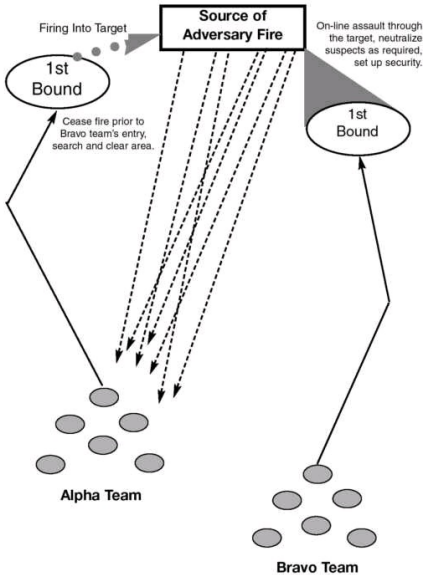 Firing Into Target
Source of
Adversary Fire
On-line assault through
the target, neutralize
suspects as required,
set up security.
1st
Bound
Cease fire prior to
Bravo team's entry,
search and clear area.
1st
Bound
Alpha Team
Bravo Team